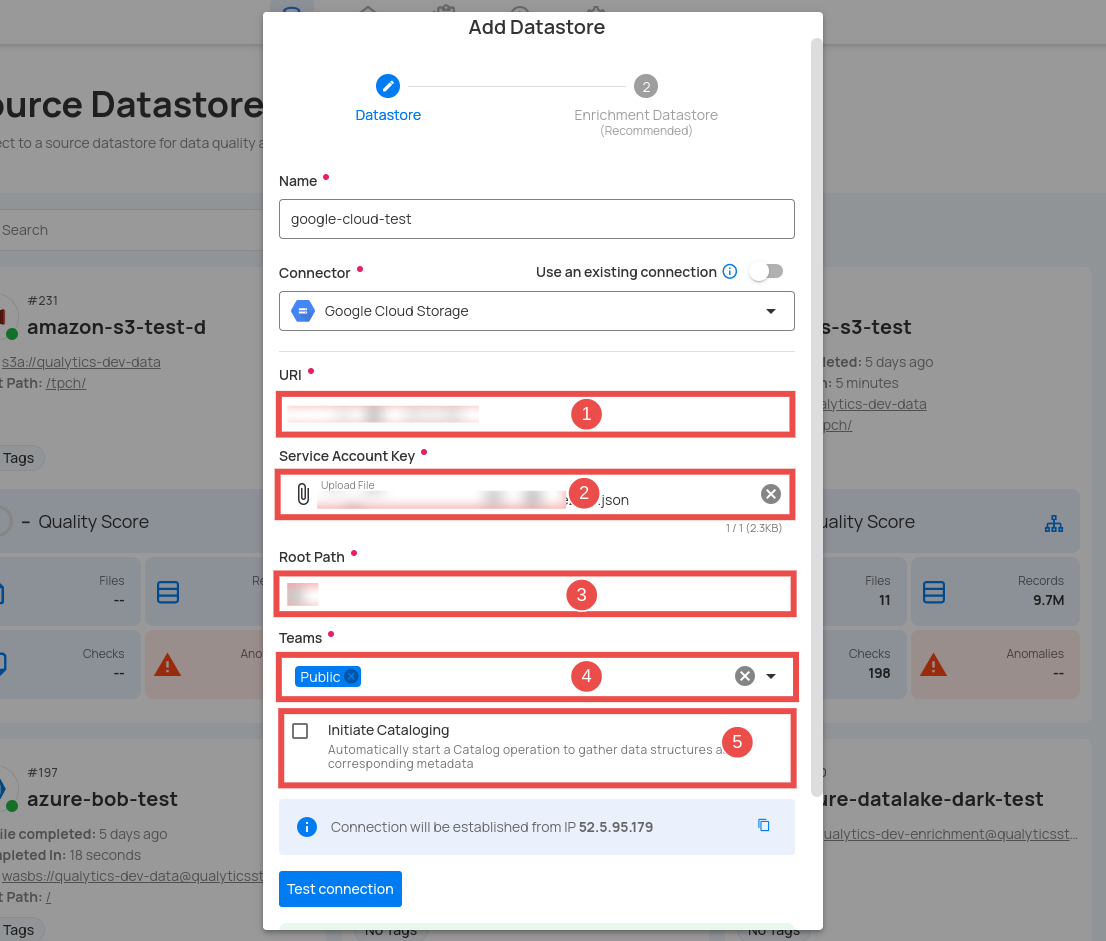 Add Datastore
2
Datastore
Enrichment Datastore
(Recommended)
urce Datastore
ect to a source datastore for data quality a
Name
google-cloud-test
Search
Connector
Use an existing connection
Google Cloud Storage
#231
amazon-s3-test-d
s3a://qualytics-dev-data
t Path: /tpch/
Tags
s-s3-test
leted: 5 days ago
n: 5 minutes
alytics-dev-data
pch/
URI
1
Service Account Key
Upload File
2
.json
1 / 1 (2.3KB)
– Quality Score
ality Score
Root Path
3
Files
--
Files
11
Records
9.7M
Teams
Public
4
Checks
--
Ano
Checks
198
Anomalies
--
Initiate Cataloging
5
Automatically start a Catalog operation to gather data structures a
corresponding metadata
#197
azure-bob-test
ile completed: 5 days ago
mpleted In: 18 seconds
wasbs://qualytics-dev-data@qualyticsst
t Path: /
Tags
re-datalake-dark-test
ualytics-dev-enrichment@qualyticsst...
Connection will be established from IP 52.5.95.179
Test connection
No Tags
No Tags